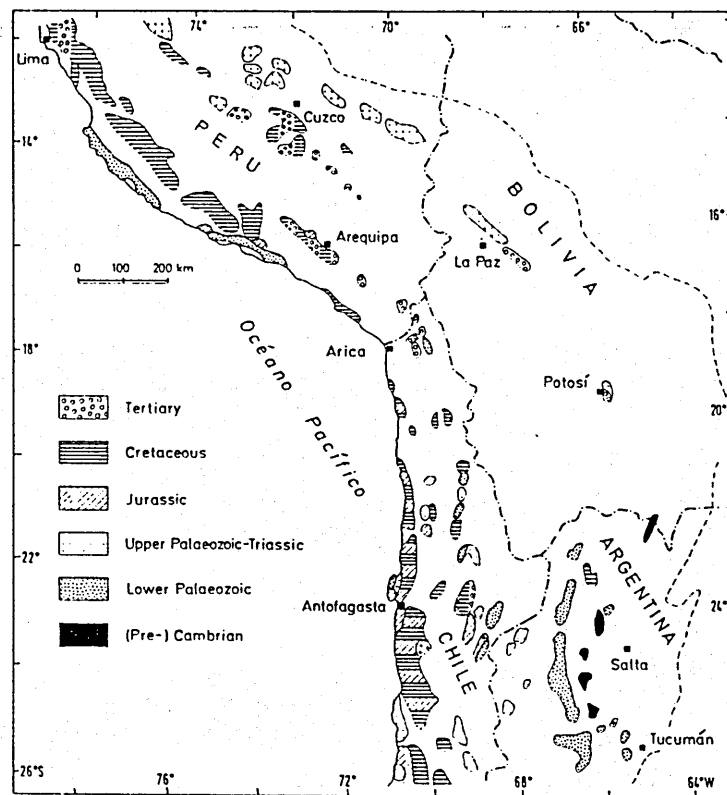 74°
70°
66°
Lima
Cuzco
14°
PERU
BOLIVIA
16°
Arequipa
La Paz
0 100 200 km
Océano Pacífico
18°
Arica
Potosí
20°
Tertiary
Cretaceous
Jurassic
Upper Palaeozoic-Triassic
Lower Palaeozoic
(Pre-) Cambrian
22°
ARGENTINA
24°
Antofagasta
CHILE
Salta
Tucumán
26°S
76°
72°
68°
64°W